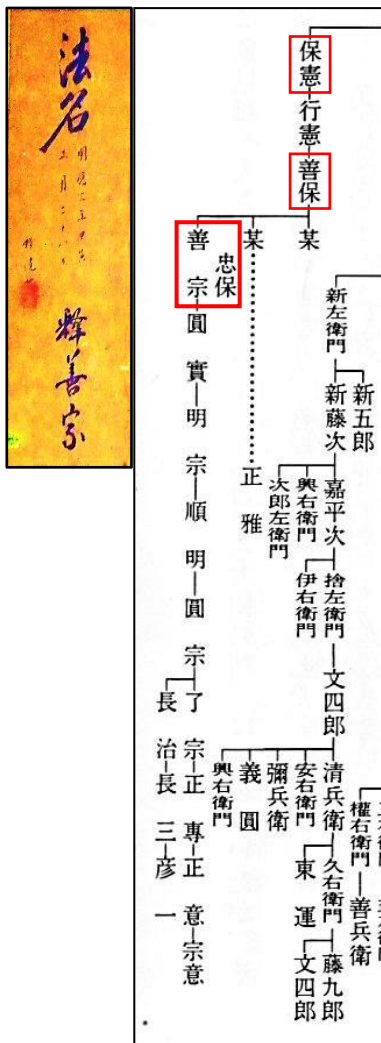 法名
釋善宗
權右衛門 善兵衛
新五郎
新左衛門 新藤次 嘉平次 捨左衛門 文四郎 清兵衛 久右衛門 藤九郎
保憲 行憲 善保 某
興右衛門 伊右衛門 安右衛門 東運 文四郎
次郎左衛門
彌兵衛
某 正雅 義圓
忠保
興右衛門
善宗 圓實 明宗 順明 圓宗 了宗 正專 正意 宗意
長治 長三 彦一